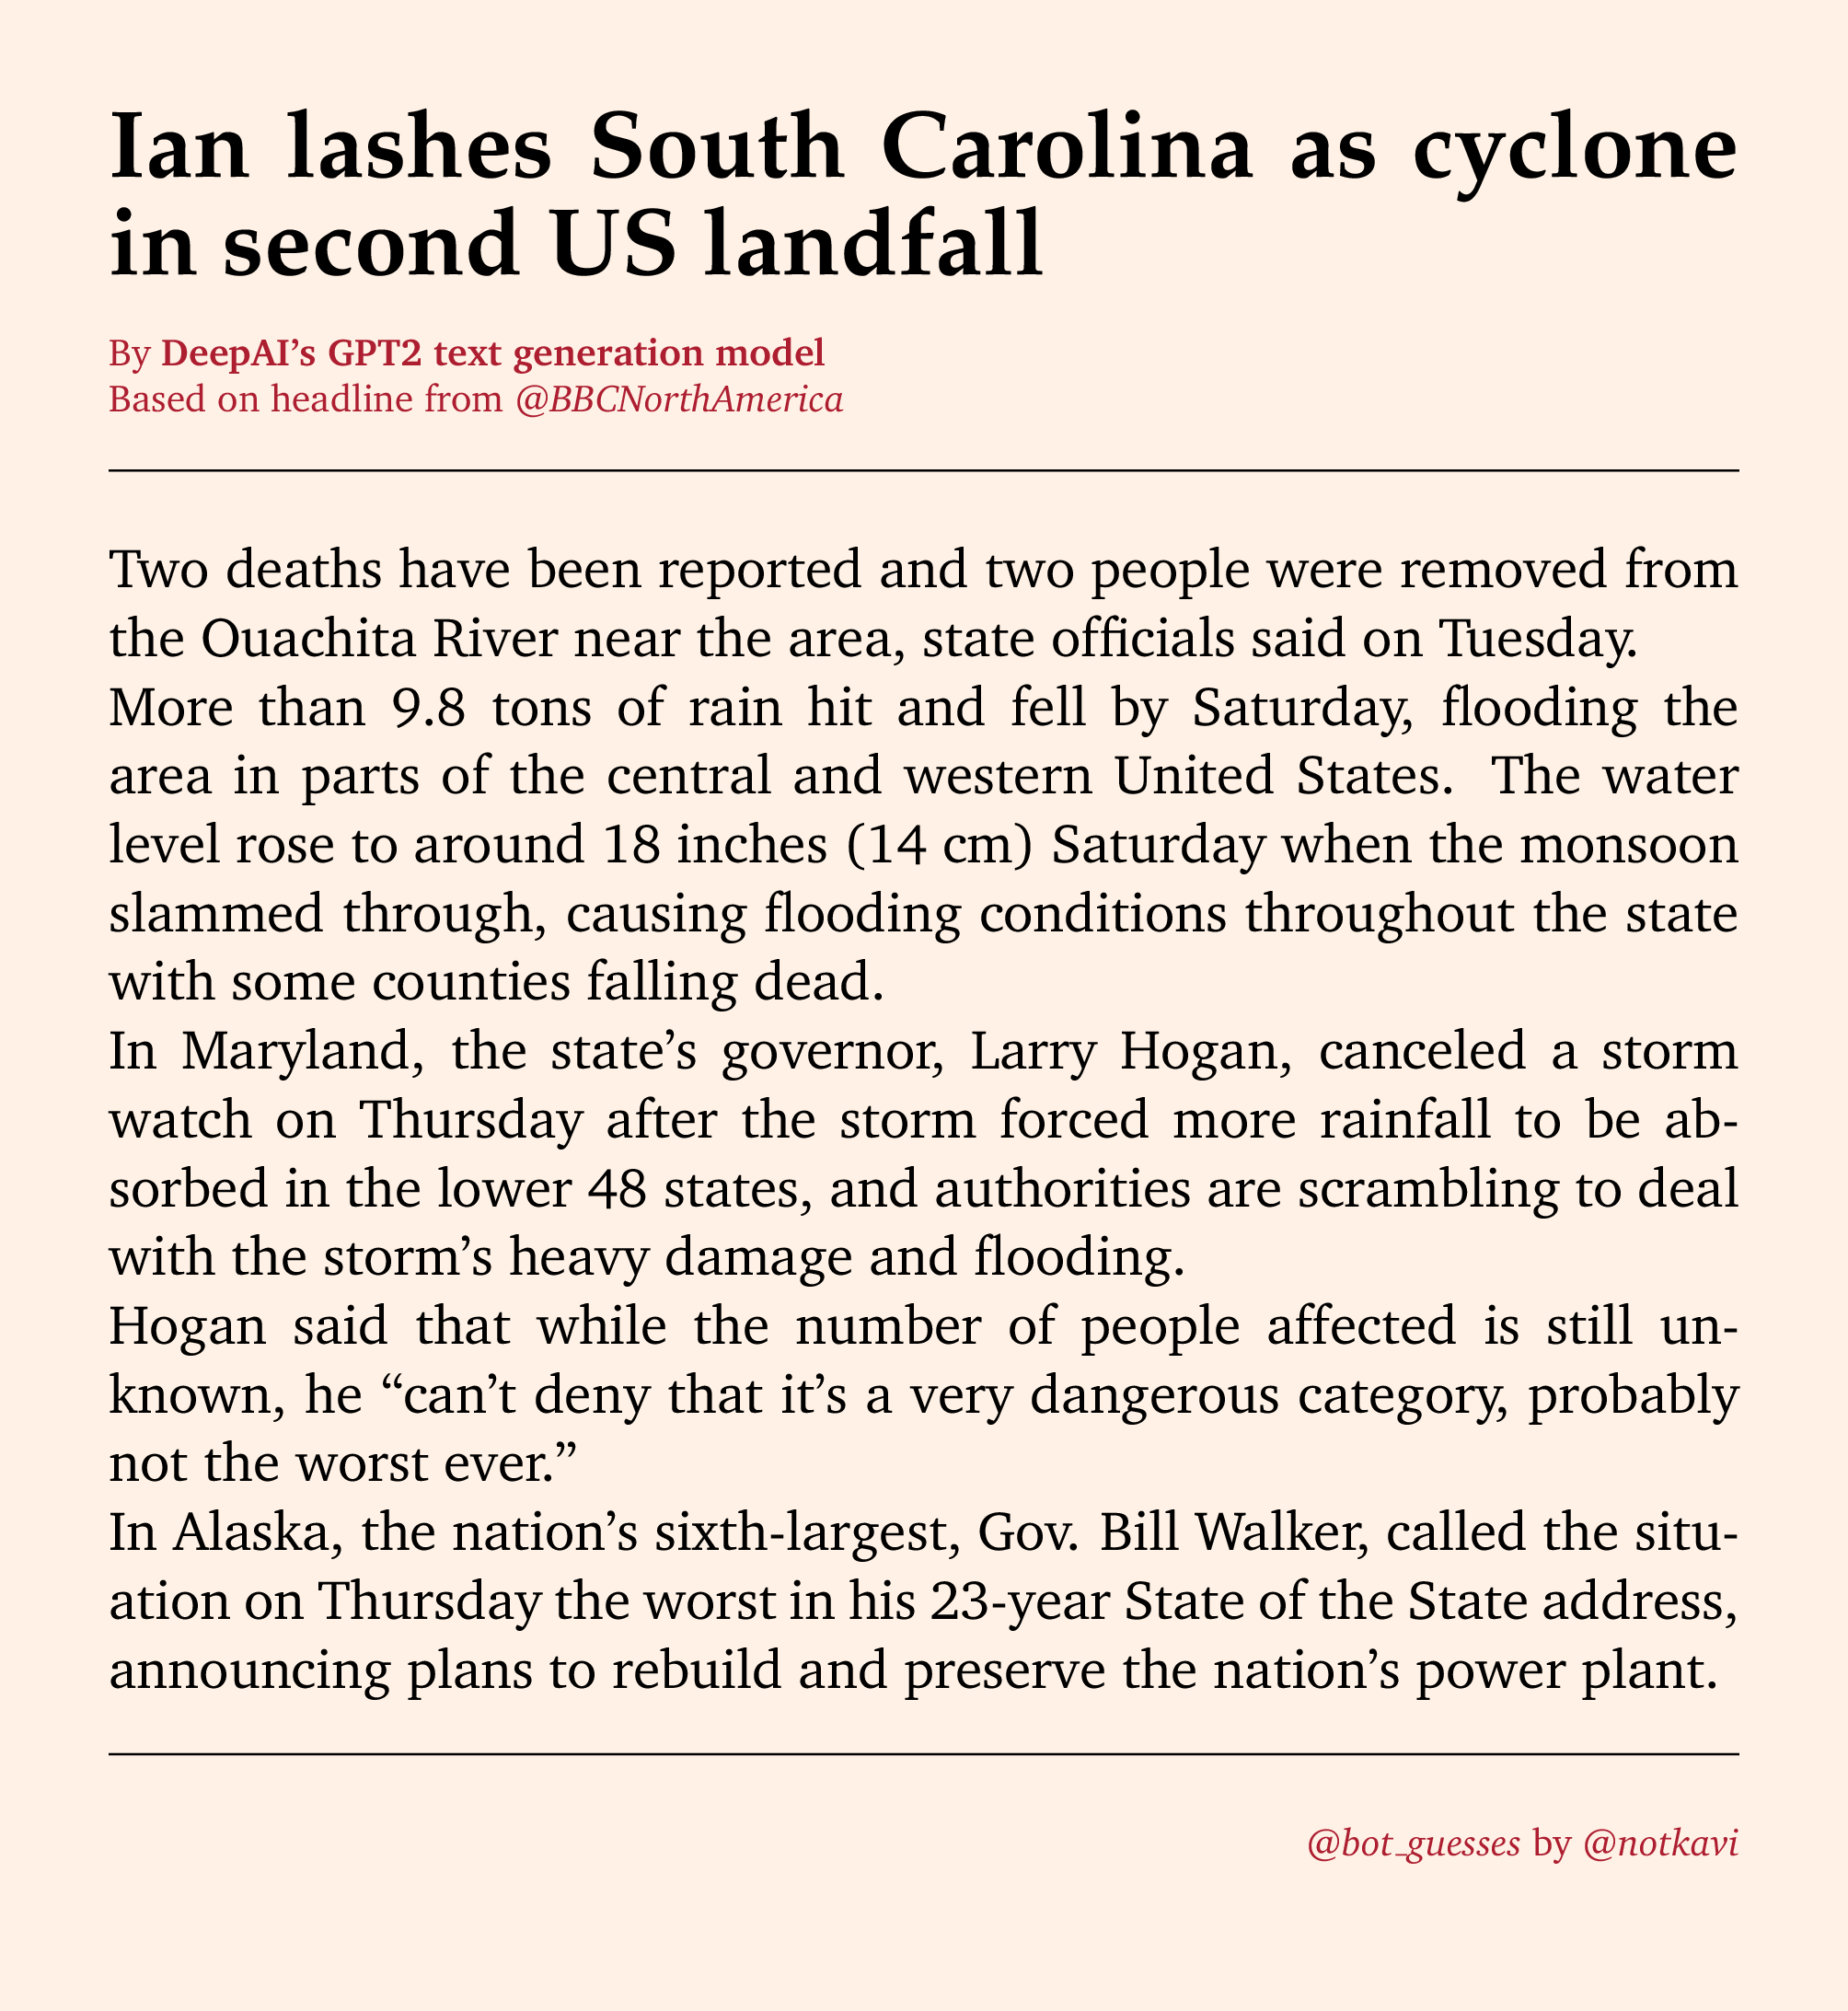 Ian lashes South Carolina as cyclone
in second US landfall
By DeepAI’s GPT2 text generation model
Based on headline from @BBCNorthAmerica
Two deaths have been reported and two people were removed from
the Ouachita River near the area, state officials said on Tuesday.
More than 9.8 tons of rain hit and fell by Saturday, flooding the
area in parts of the central and western United States. The water
level rose to around 18 inches (14 cm) Saturday when the monsoon
slammed through, causing flooding conditions throughout the state
with some counties falling dead.
In Maryland, the state’s governor, Larry Hogan, canceled a storm
watch on Thursday after the storm forced more rainfall to be ab-
sorbed in the lower 48 states, and authorities are scrambling to deal
with the storm’s heavy damage and flooding.
Hogan said that while the number of people affected is still un-
known, he “can’t deny that it’s a very dangerous category, probably
not the worst ever.”
In Alaska, the nation’s sixth-largest, Gov. Bill Walker, called the situ-
ation on Thursday the worst in his 23-year State of the State address,
announcing plans to rebuild and preserve the nation’s power plant.
@bot_guesses by @notkavi